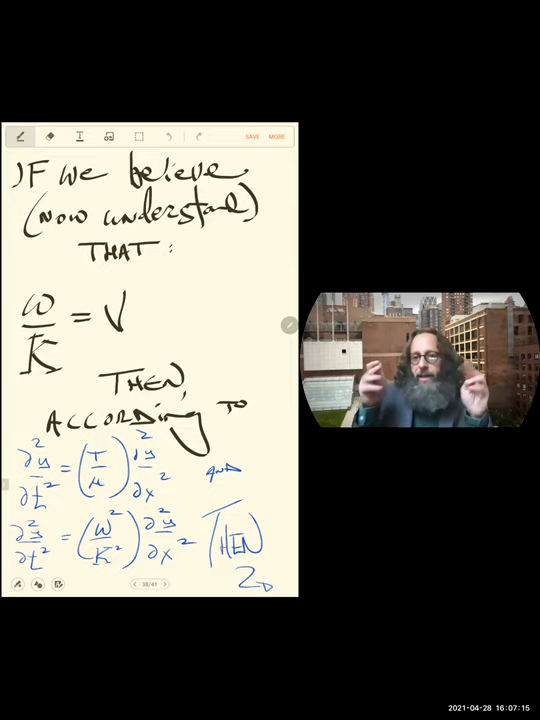 SAVE MORE
IF we believe
(now understand)
THAT:
ω/K = V
THEN,
ACCORDING TO
∂²y/∂t² = (T/μ) ∂²y/∂x² AND
∂²y/∂t² = (ω²/K²) ∂²y/∂x² THEN
38/41
2021-04-28 16:07:15